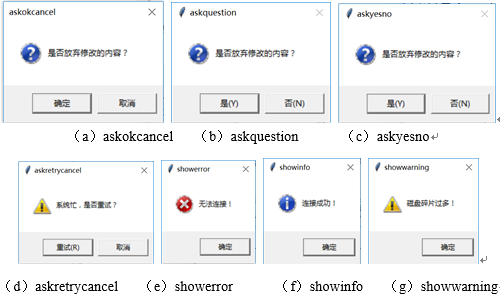 askokcancel
askquestion
askyesno
是否放弃修改的内容？
是否放弃修改的内容？
是否放弃修改的内容？
确定
取消
是(Y)
否(N)
是(Y)
否(N)
（a）askokcancel （b）askquestion （c）askyesno
askretrycancel
showerror
showinfo
showwarning
系统忙，是否重试？
无法连接！
连接成功！
磁盘碎片过多！
重试(R)
取消
确定
确定
确定
（d）askretrycancel （e）showerror （f）showinfo （g）showwarning